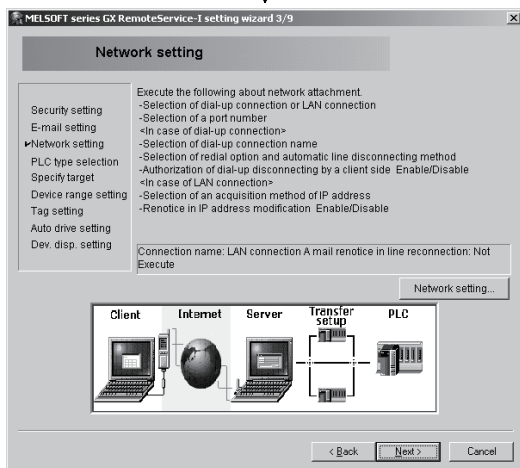 MELSOFT series GX RemoteService-I setting wizard 3/9
Network setting
Security setting
E-mail setting
Network setting
PLC type selection
Specify target
Device range setting
Tag setting
Auto drive setting
Dev. disp. setting
Execute the following about network attachment.
-Selection of dial-up connection or LAN connection
-Selection of a port number
<In case of dial-up connection>
-Selection of dial-up connection name
-Selection of redial option and automatic line disconnecting method
-Authorization of dial-up disconnecting by a client side  Enable/Disable
<In case of LAN connection>
-Selection of an acquisition method of IP address
-Renotice in IP address modification  Enable/Disable
Connection name: LAN connection A mail renotice in line reconnection: Not
Execute
Network setting...
Client Internet Server Transfer PLC
setup
< Back Next > Cancel